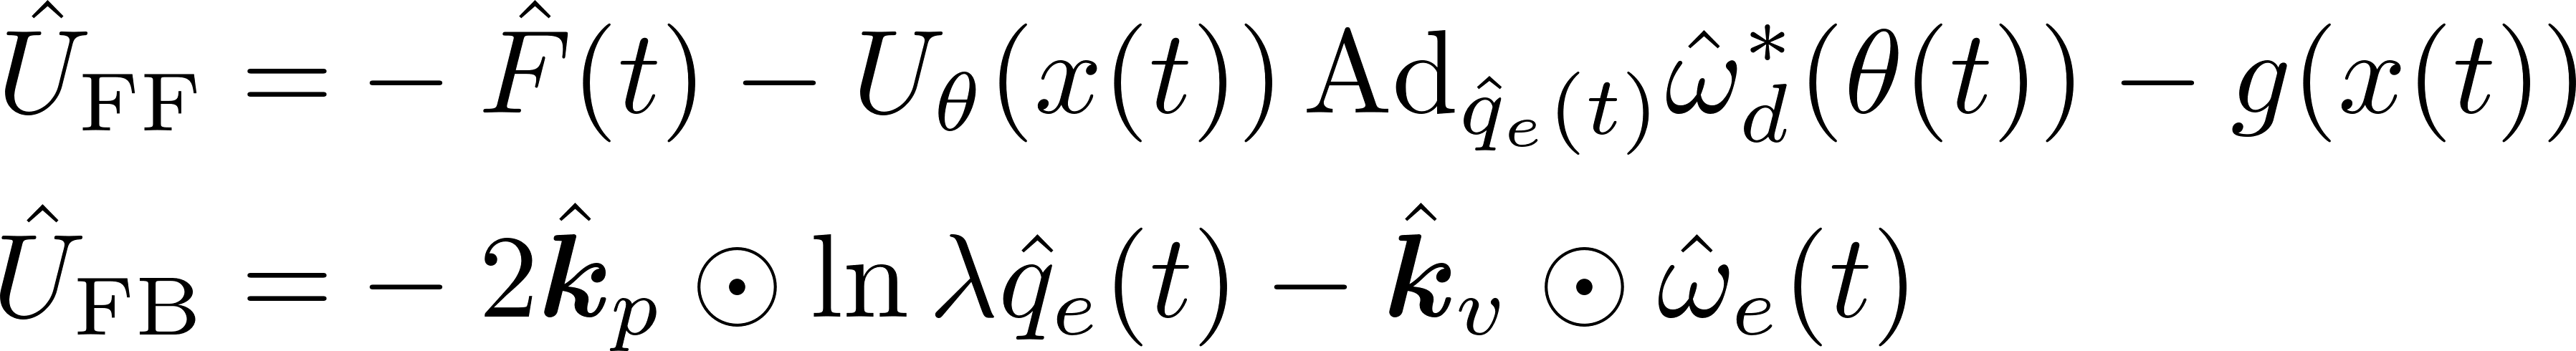 $\hat{U}_{\mathrm{FF}} = -\hat{F}(t) - U_{\theta}(x(t)) \operatorname{Ad}_{\hat{q}_e(t)} \hat{\omega}_d^*(\theta(t)) - g(x(t))$
$\hat{U}_{\mathrm{FB}} = -2\hat{\boldsymbol{k}}_p \odot \ln \lambda \hat{q}_e(t) - \hat{\boldsymbol{k}}_v \odot \hat{\omega}_e(t)$